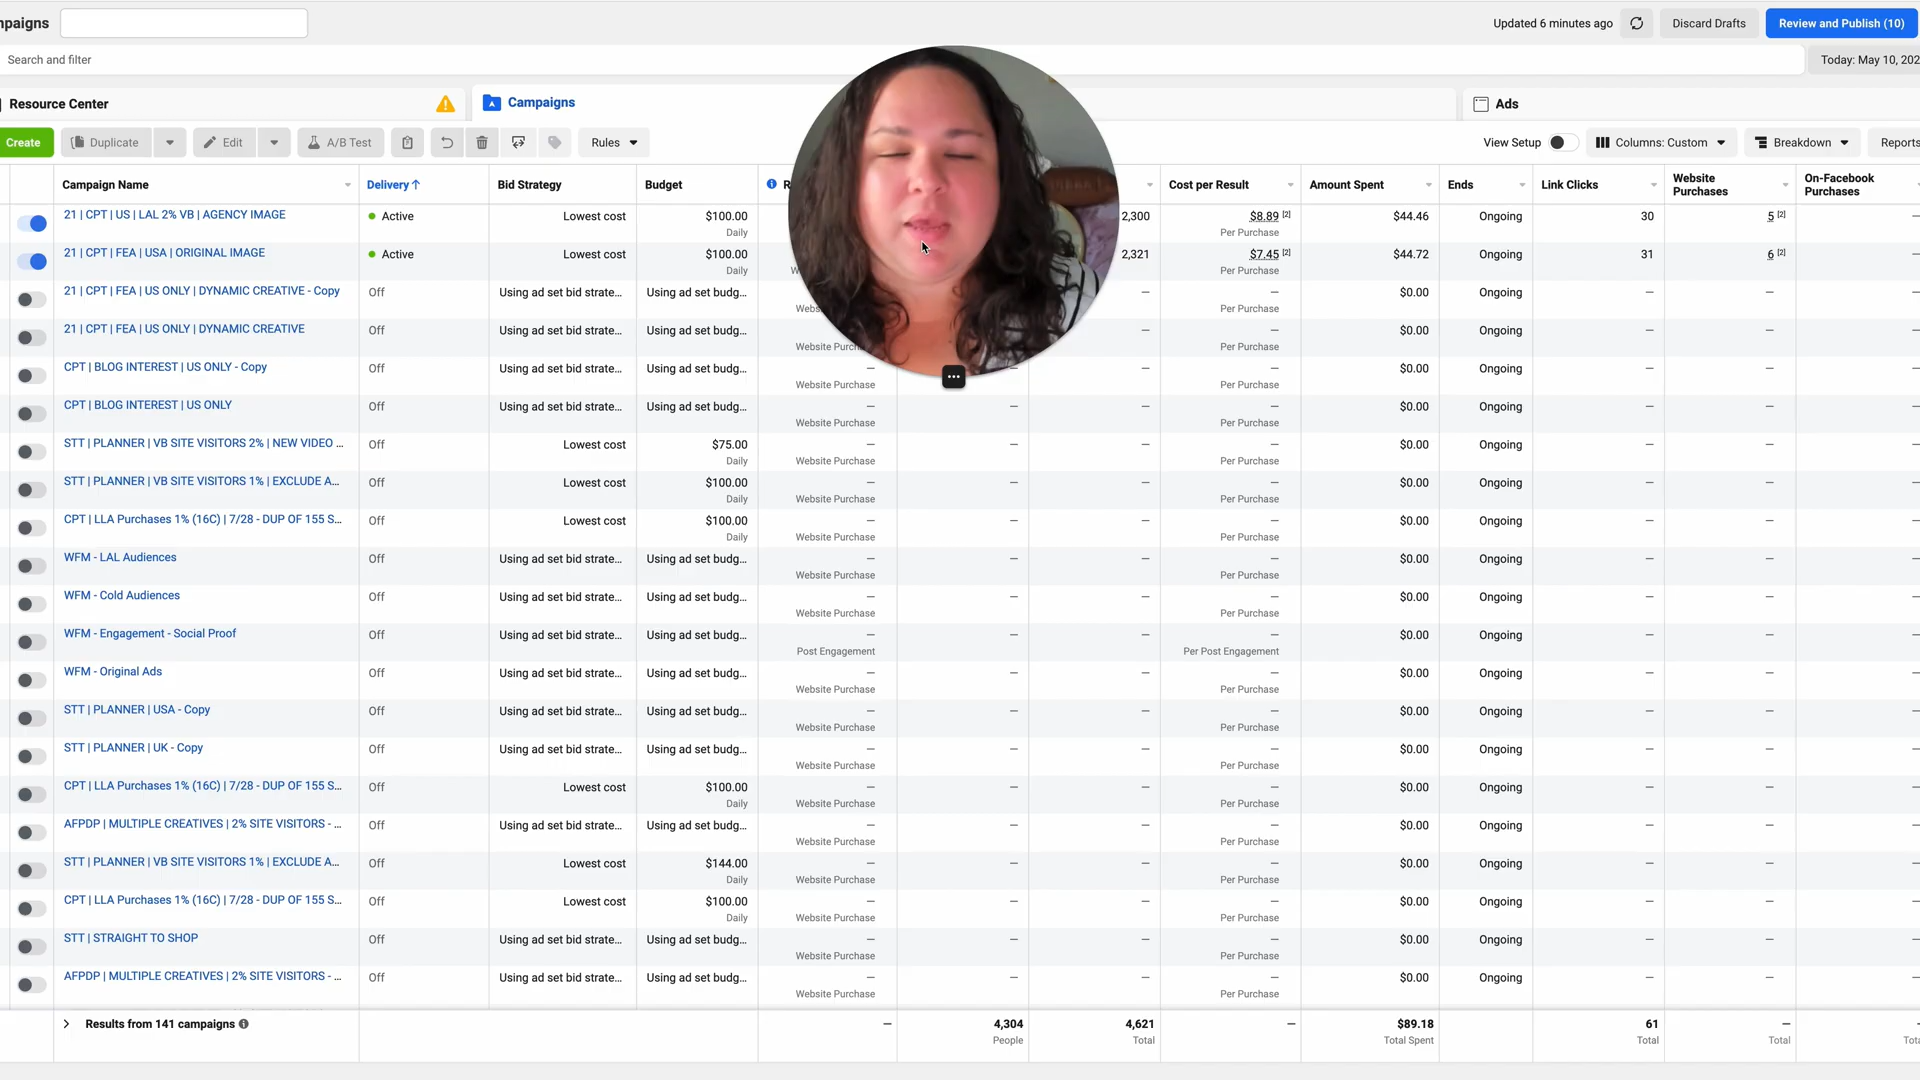 mpaigns
Updated 6 minutes ago
Discard Drafts
Review and Publish (10)
Search and filter
Today: May 10, 202
Resource Center
Campaigns
Ads
Create
Duplicate
Edit
A/B Test
Rules
View Setup
Columns: Custom
Breakdown
Reports
Campaign Name Delivery↑ Bid Strategy Budget R Cost per Result Amount Spent Ends Link Clicks Website Purchases On-Facebook Purchases
21 | CPT | US | LAL 2% VB | AGENCY IMAGE Active Lowest cost $100.00 2,300 $8.89 [2] $44.46 Ongoing 30 5 [2] —
Daily Per Purchase
21 | CPT | FEA | USA | ORIGINAL IMAGE Active Lowest cost $100.00 2,321 $7.45 [2] $44.72 Ongoing 31 6 [2] —
Daily W Per Purchase
21 | CPT | FEA | US ONLY | DYNAMIC CREATIVE - Copy Off Using ad set bid strate... Using ad set budg... — — $0.00 Ongoing — — —
Webs Per Purchase
21 | CPT | FEA | US ONLY | DYNAMIC CREATIVE Off Using ad set bid strate... Using ad set budg... — — $0.00 Ongoing — — —
Website Purcha Per Purchase
CPT | BLOG INTEREST | US ONLY - Copy Off Using ad set bid strate... Using ad set budg... — — — — $0.00 Ongoing — — —
Website Purchase Per Purchase
CPT | BLOG INTEREST | US ONLY Off Using ad set bid strate... Using ad set budg... — — — — $0.00 Ongoing — — —
Website Purchase Per Purchase
STT | PLANNER | VB SITE VISITORS 2% | NEW VIDEO ... Off Lowest cost $75.00 — — — — $0.00 Ongoing — — —
Daily Website Purchase Per Purchase
STT | PLANNER | VB SITE VISITORS 1% | EXCLUDE A... Off Lowest cost $100.00 — — — — $0.00 Ongoing — — —
Daily Website Purchase Per Purchase
CPT | LLA Purchases 1% (16C) | 7/28 - DUP OF 155 S... Off Lowest cost $100.00 — — — — $0.00 Ongoing — — —
Daily Website Purchase Per Purchase
WFM - LAL Audiences Off Using ad set bid strate... Using ad set budg... — — — — $0.00 Ongoing — — —
Website Purchase Per Purchase
WFM - Cold Audiences Off Using ad set bid strate... Using ad set budg... — — — — $0.00 Ongoing — — —
Website Purchase Per Purchase
WFM - Engagement - Social Proof Off Using ad set bid strate... Using ad set budg... — — — — $0.00 Ongoing — — —
Post Engagement Per Post Engagement
WFM - Original Ads Off Using ad set bid strate... Using ad set budg... — — — — $0.00 Ongoing — — —
Website Purchase Per Purchase
STT | PLANNER | USA - Copy Off Using ad set bid strate... Using ad set budg... — — — — $0.00 Ongoing — — —
Website Purchase Per Purchase
STT | PLANNER | UK - Copy Off Using ad set bid strate... Using ad set budg... — — — — $0.00 Ongoing — — —
Website Purchase Per Purchase
CPT | LLA Purchases 1% (16C) | 7/28 - DUP OF 155 S... Off Lowest cost $100.00 — — — — $0.00 Ongoing — — —
Daily Website Purchase Per Purchase
AFPDP | MULTIPLE CREATIVES | 2% SITE VISITORS - ... Off Using ad set bid strate... Using ad set budg... — — — — $0.00 Ongoing — — —
Website Purchase Per Purchase
STT | PLANNER | VB SITE VISITORS 1% | EXCLUDE A... Off Lowest cost $144.00 — — — — $0.00 Ongoing — — —
Daily Website Purchase Per Purchase
CPT | LLA Purchases 1% (16C) | 7/28 - DUP OF 155 S... Off Lowest cost $100.00 — — — — $0.00 Ongoing — — —
Daily Website Purchase Per Purchase
STT | STRAIGHT TO SHOP Off Using ad set bid strate... Using ad set budg... — — — — $0.00 Ongoing — — —
Website Purchase Per Purchase
AFPDP | MULTIPLE CREATIVES | 2% SITE VISITORS - ... Off Using ad set bid strate... Using ad set budg... — — — — $0.00 Ongoing — — —
Website Purchase Per Purchase
Results from 141 campaigns — 4,304 4,621 — $89.18 61 — —
People Total Total Spent Total Total Tota